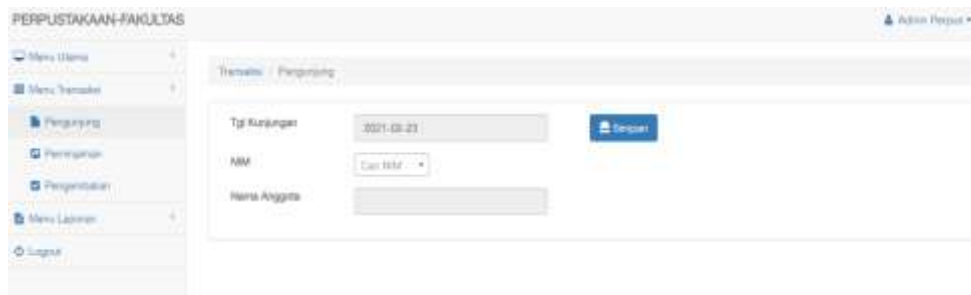 PERPUSTAKAAN-FAKULTAS
Admin Perpus
Menu Utama
Transaksi / Pengunjung
Menu Transaksi
Pengunjung
Tgl Kunjungan
2021-02-23
Simpan
Peminjaman
NIM
Cari NIM
Pengembalian
Nama Anggota
Menu Laporan
Logout